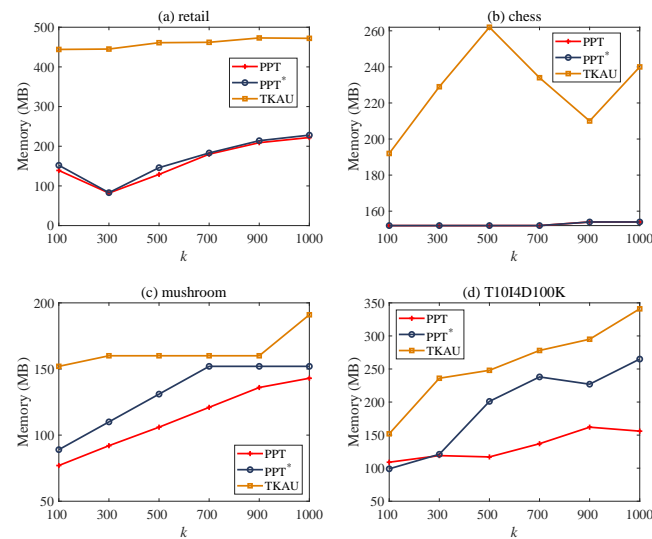 (a) retail
500
400
300
200
100
0
Memory (MB)
PPT
PPT*
TKAU
100 300 500 700 900 1000
k
(b) chess
260
240
220
200
180
160
Memory (MB)
PPT
PPT*
TKAU
100 300 500 700 900 1000
k
(c) mushroom
200
150
100
50
Memory (MB)
PPT
PPT*
TKAU
100 300 500 700 900 1000
k
(d) T10I4D100K
350
300
250
200
150
100
50
Memory (MB)
PPT
PPT*
TKAU
100 300 500 700 900 1000
k